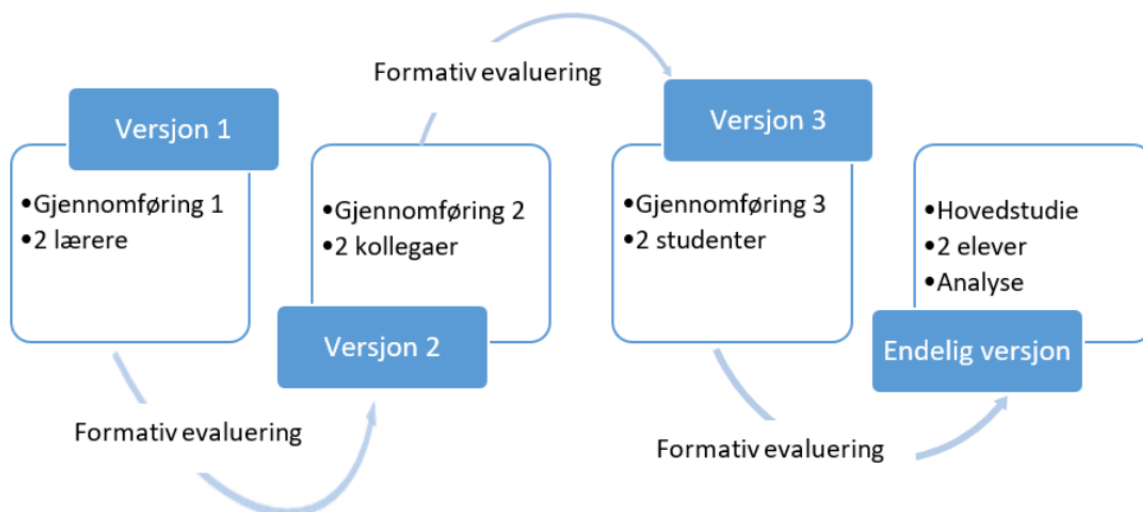 Versjon 1
•Gjennomføring 1
•2 lærere
Formativ evaluering
•Gjennomføring 2
•2 kollegaer
Versjon 2
Formativ evaluering
Versjon 3
•Gjennomføring 3
•2 studenter
Formativ evaluering
•Hovedstudie
•2 elever
•Analyse
Endelig versjon